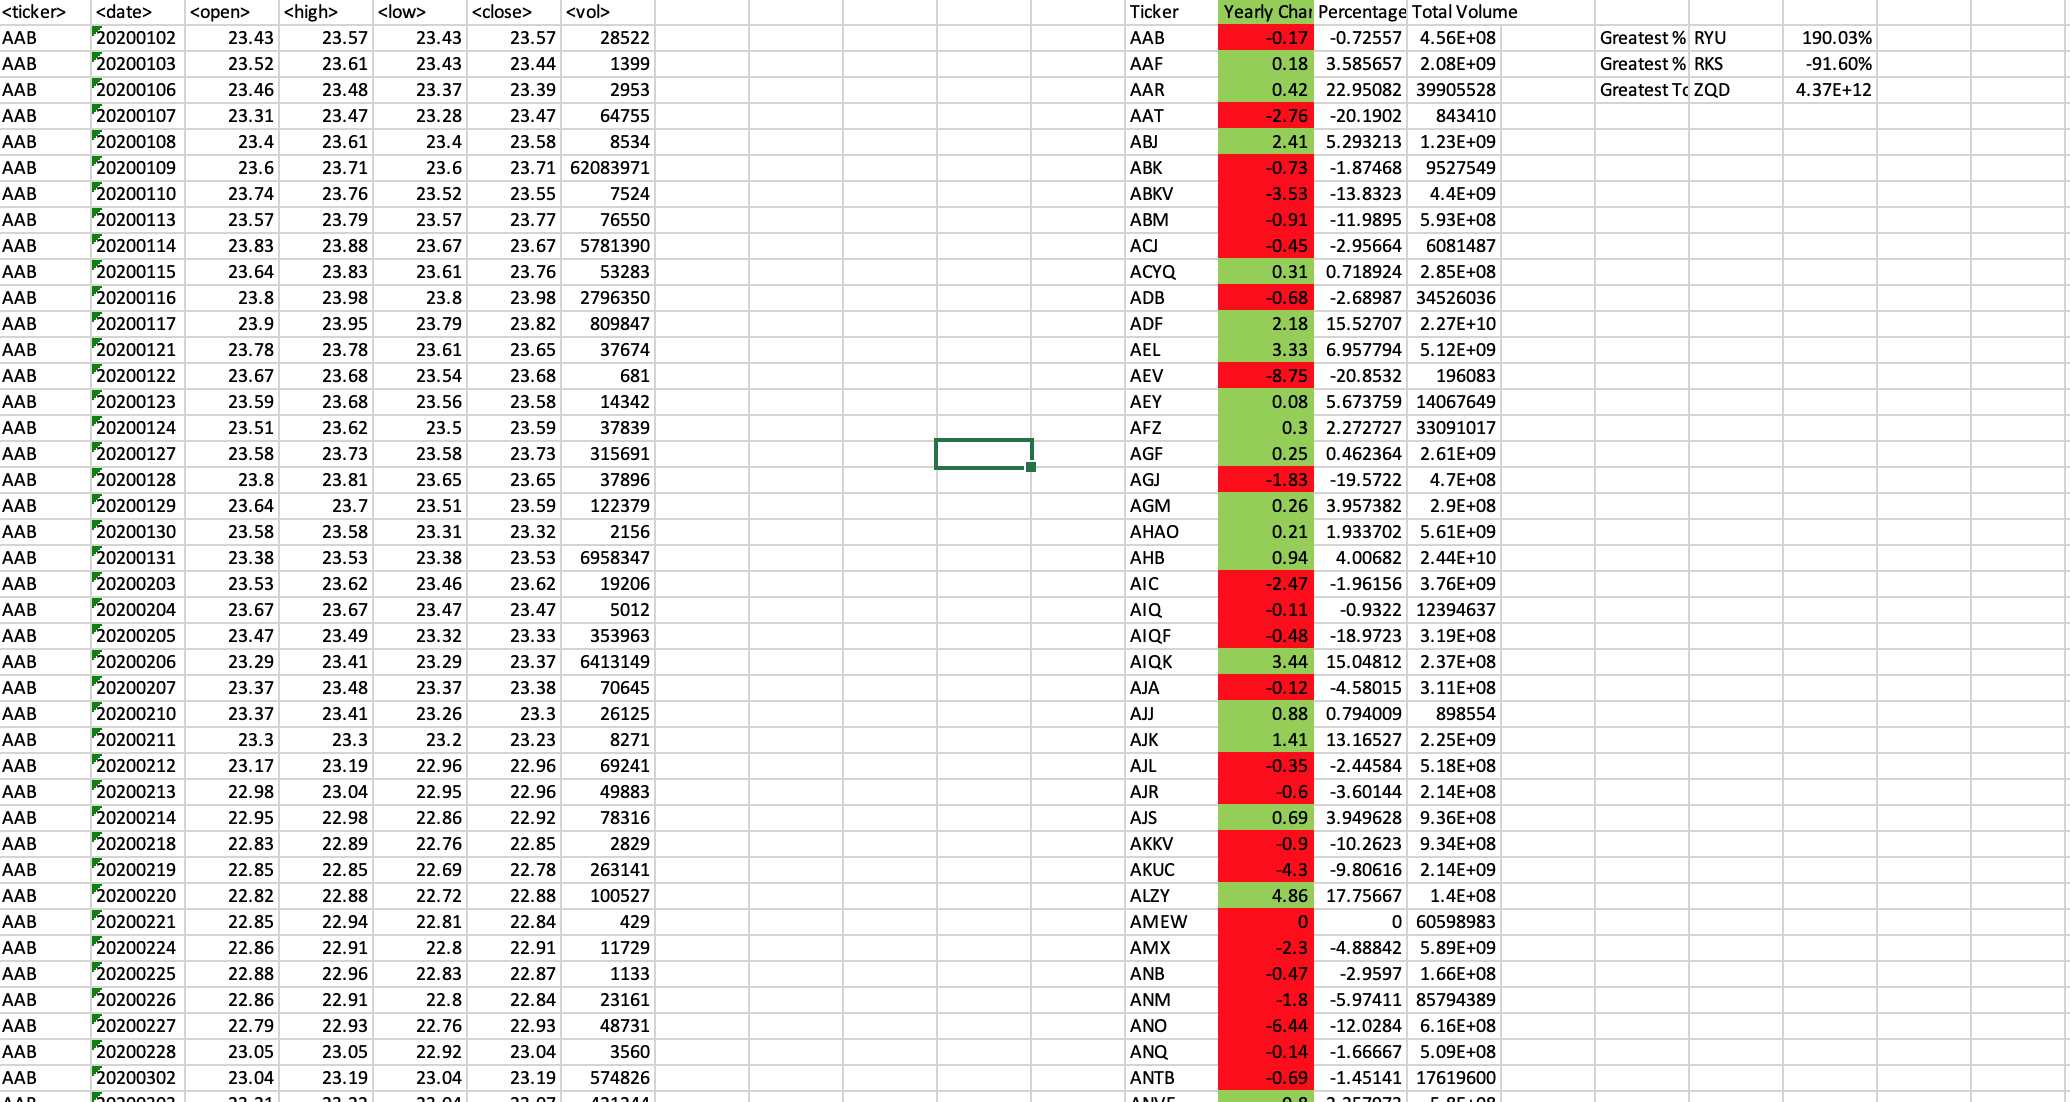 <ticker> <date> <open> <high> <low> <close> <vol> Ticker Yearly Char Percentage Total Volume
AAB 20200102 23.43 23.57 23.43 23.57 28522 AAB -0.17 -0.72557 4.56E+08 Greatest % RYU 190.03%
AAB 20200103 23.52 23.61 23.43 23.44 1399 AAF 0.18 3.585657 2.08E+09 Greatest % RKS -91.60%
AAB 20200106 23.46 23.48 23.37 23.39 2953 AAR 0.42 22.95082 39905528 Greatest To ZQD 4.37E+12
AAB 20200107 23.31 23.47 23.28 23.47 64755 AAT -2.76 -20.1902 843410
AAB 20200108 23.4 23.61 23.4 23.58 8534 ABJ 2.41 5.293213 1.23E+09
AAB 20200109 23.6 23.71 23.6 23.71 62083971 ABK -0.73 -1.87468 9527549
AAB 20200110 23.74 23.76 23.52 23.55 7524 ABKV -3.53 -13.8323 4.4E+09
AAB 20200113 23.57 23.79 23.57 23.77 76550 ABM -0.91 -11.9895 5.93E+08
AAB 20200114 23.83 23.88 23.67 23.67 5781390 ACJ -0.45 -2.95664 6081487
AAB 20200115 23.64 23.83 23.61 23.76 53283 ACYQ 0.31 0.718924 2.85E+08
AAB 20200116 23.8 23.98 23.8 23.98 2796350 ADB -0.68 -2.68987 34526036
AAB 20200117 23.9 23.95 23.79 23.82 809847 ADF 2.18 15.52707 2.27E+10
AAB 20200121 23.78 23.78 23.61 23.65 37674 AEL 3.33 6.957794 5.12E+09
AAB 20200122 23.67 23.68 23.54 23.68 681 AEV -8.75 -20.8532 196083
AAB 20200123 23.59 23.68 23.56 23.58 14342 AEY 0.08 5.673759 14067649
AAB 20200124 23.51 23.62 23.5 23.59 37839 AFZ 0.3 2.272727 33091017
AAB 20200127 23.58 23.73 23.58 23.73 315691 AGF 0.25 0.462364 2.61E+09
AAB 20200128 23.8 23.81 23.65 23.65 37896 AGJ -1.83 -19.5722 4.7E+08
AAB 20200129 23.64 23.7 23.51 23.59 122379 AGM 0.26 3.957382 2.9E+08
AAB 20200130 23.58 23.58 23.31 23.32 2156 AHAO 0.21 1.933702 5.61E+09
AAB 20200131 23.38 23.53 23.38 23.53 6958347 AHB 0.94 4.00682 2.44E+10
AAB 20200203 23.53 23.62 23.46 23.62 19206 AIC -2.47 -1.96156 3.76E+09
AAB 20200204 23.67 23.67 23.47 23.47 5012 AIQ -0.11 -0.9322 12394637
AAB 20200205 23.47 23.49 23.32 23.33 353963 AIQF -0.48 -18.9723 3.19E+08
AAB 20200206 23.29 23.41 23.29 23.37 6413149 AIQK 3.44 15.04812 2.37E+08
AAB 20200207 23.37 23.48 23.37 23.38 70645 AJA -0.12 -4.58015 3.11E+08
AAB 20200210 23.37 23.41 23.26 23.3 26125 AJJ 0.88 0.794009 898554
AAB 20200211 23.3 23.3 23.2 23.23 8271 AJK 1.41 13.16527 2.25E+09
AAB 20200212 23.17 23.19 22.96 22.96 69241 AJL -0.35 -2.44584 5.18E+08
AAB 20200213 22.98 23.04 22.95 22.96 49883 AJR -0.6 -3.60144 2.14E+08
AAB 20200214 22.95 22.98 22.86 22.92 78316 AJS 0.69 3.949628 9.36E+08
AAB 20200218 22.83 22.89 22.76 22.85 2829 AKKV -0.9 -10.2623 9.34E+08
AAB 20200219 22.85 22.85 22.69 22.78 263141 AKUC -4.3 -9.80616 2.14E+09
AAB 20200220 22.82 22.88 22.72 22.88 100527 ALZY 4.86 17.75667 1.4E+08
AAB 20200221 22.85 22.94 22.81 22.84 429 AMEW 0 0 60598983
AAB 20200224 22.86 22.91 22.8 22.91 11729 AMX -2.3 -4.88842 5.89E+09
AAB 20200225 22.88 22.96 22.83 22.87 1133 ANB -0.47 -2.9597 1.66E+08
AAB 20200226 22.86 22.91 22.8 22.84 23161 ANM -1.8 -5.97411 85794389
AAB 20200227 22.79 22.93 22.76 22.93 48731 ANO -6.44 -12.0284 6.16E+08
AAB 20200228 23.05 23.05 22.92 23.04 3560 ANQ -0.14 -1.66667 5.09E+08
AAB 20200302 23.04 23.19 23.04 23.19 574826 ANTB -0.69 -1.45141 17619600